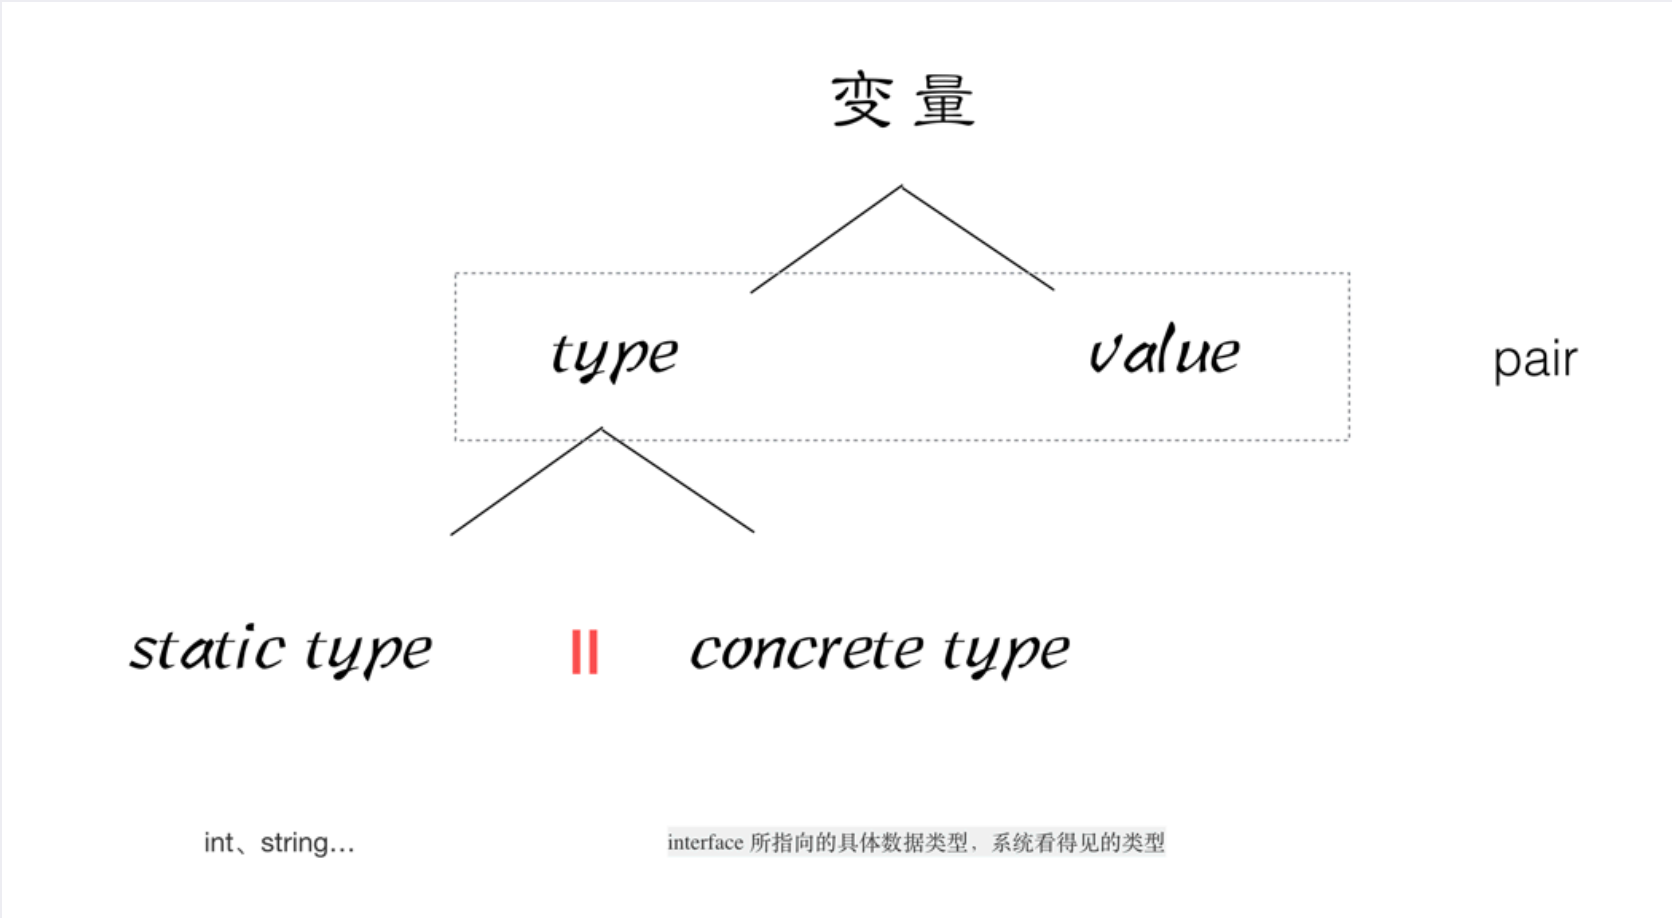 变量
type value pair
static type || concrete type
int、string...
interface 所指向的具体数据类型，系统看得见的类型